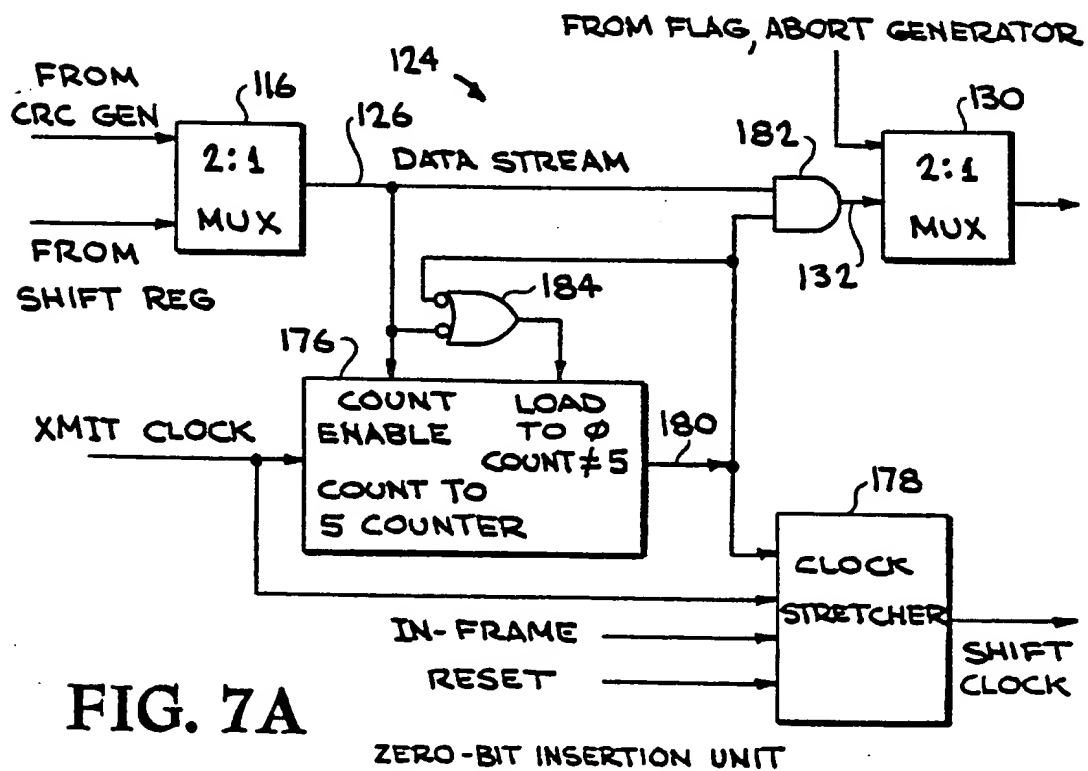 FROM FLAG, ABORT GENERATOR
124
FROM
CRC GEN
116
126
130
182
2:1
MUX
DATA STREAM
2:1
MUX
FROM
SHIFT REG
132
184
176
COUNT
ENABLE
LOAD
TO φ
COUNT≠5
XMIT CLOCK
180
COUNT TO
5 COUNTER
178
CLOCK
STRETCHER
IN-FRAME
RESET
SHIFT
CLOCK
FIG. 7A
ZERO-BIT INSERTION UNIT